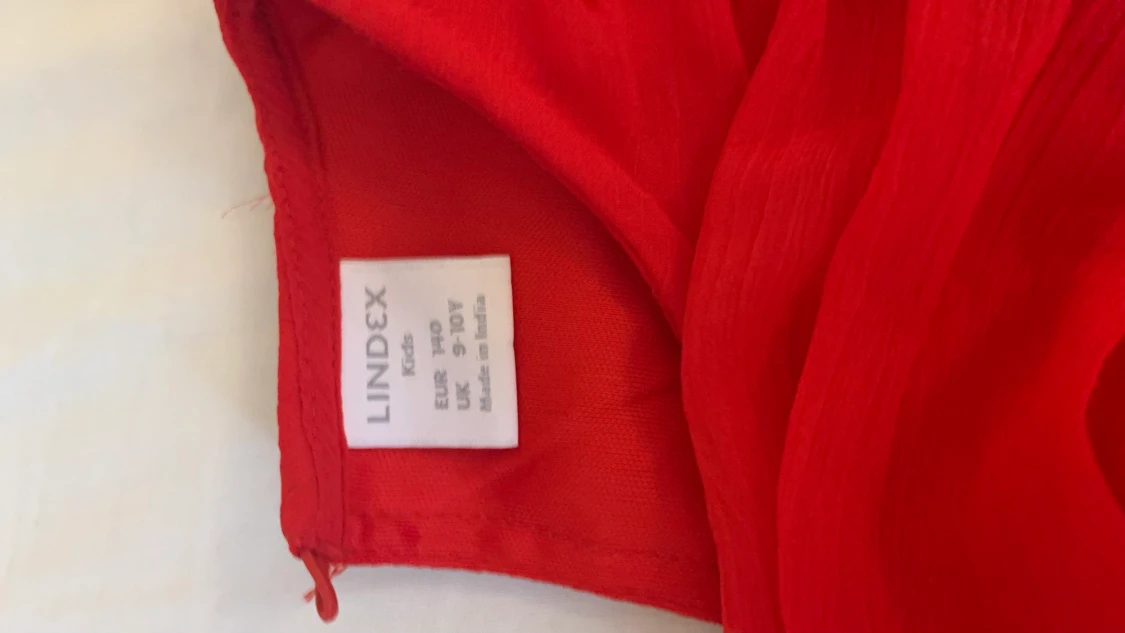 LINDEX
Kids
EUR 140
UK 9-10Y
Made in India